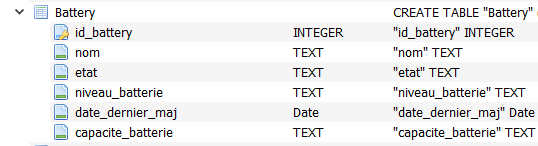 Battery CREATE TABLE "Battery" (
id_battery INTEGER "id_battery" INTEGER
nom TEXT "nom" TEXT
etat TEXT "etat" TEXT
niveau_batterie TEXT "niveau_batterie" TEXT
date_dernier_maj Date "date_dernier_maj" Date
capacite_batterie TEXT "capacite_batterie" TEXT